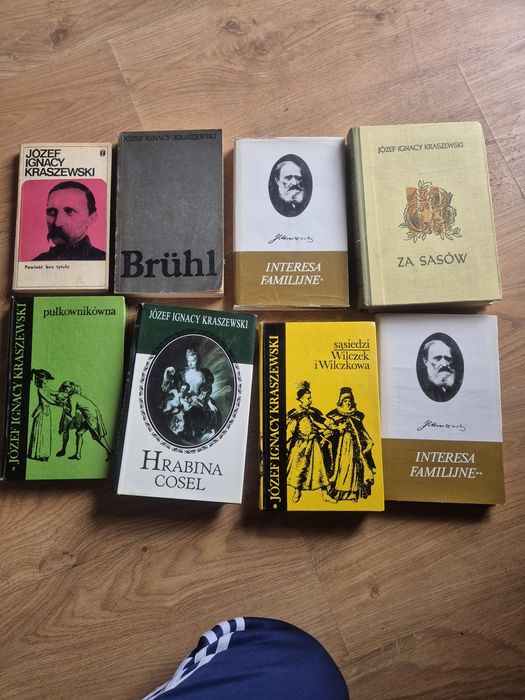 JÓZEF
IGNACY
KRASZEWSKI
Powieść bez tytułu
JÓZEF IGNACY KRASZEWSKI
Brühl
INTERESA
FAMILIJNE*
JÓZEF IGNACY KRASZEWSKI
ZA SASÓW
JÓZEF IGNACY KRASZEWSKI
pułkownikówna
JÓZEF IGNACY KRASZEWSKI
HRABINA
COSEL
JÓZEF IGNACY KRASZEWSKI
sąsiedzi
Wilczek
i Wilczkowa
INTERESA
FAMILIJNE**